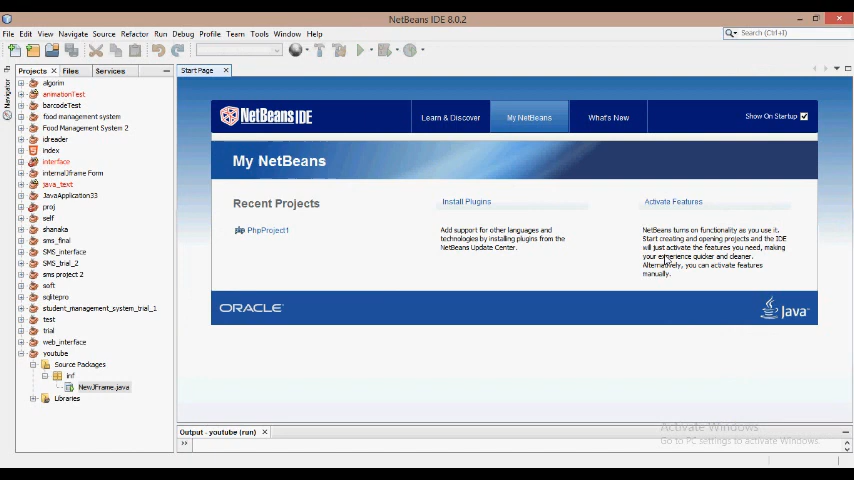 NetBeans IDE 8.0.2
File Edit View Navigate Source Refactor Run Debug Profile Team Tools Window Help
Search (Ctrl+I)
Projects Files Services
Start Page
Navigator
algorim
animationTest
barcodeTest
food management system
Food Management System 2
idreader
index
interface
internalJframe Form
java_text
JavaApplication33
proj
self
shanaka
sms_final
SMS_interface
SMS_trial_2
sms project 2
soft
sqlitepro
student_management_system_trial_1
test
trial
web_interface
youtube
Source Packages
inf
NewJFrame.java
Libraries
NetBeans IDE
Learn & Discover
My NetBeans
What's New
Show On Startup
My NetBeans
Recent Projects
PhpProject1
Install Plugins
Add support for other languages and
technologies by installing plugins from the
NetBeans Update Center.
Activate Features
NetBeans turns on functionality as you use it.
Start creating and opening projects and the IDE
will just activate the features you need, making
your experience quicker and cleaner.
Alternatively, you can activate features
manually.
ORACLE
Java
Output - youtube (run)
Activate Windows
Go to PC settings to activate Windows.